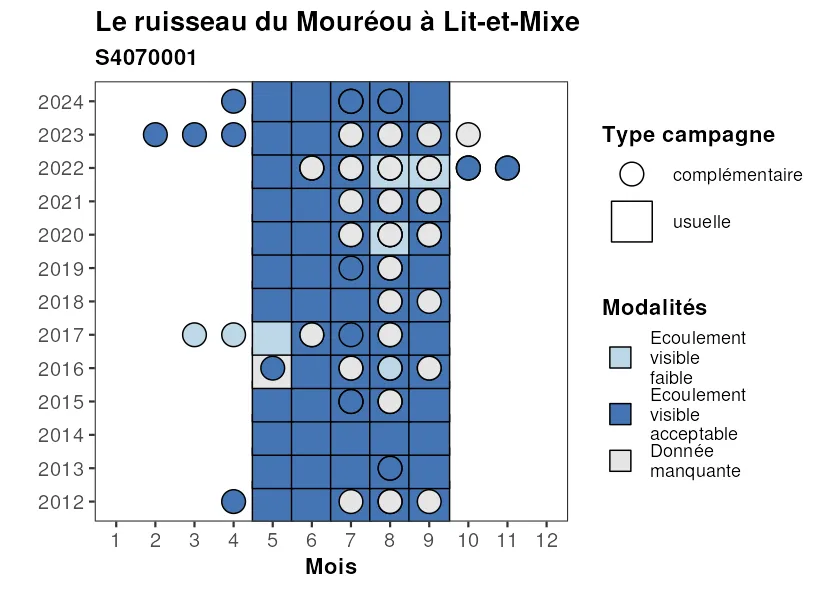 Le ruisseau du Mouréou à Lit-et-Mixe
S4070001
2024
2023
2022
2021
2020
2019
2018
2017
2016
2015
2014
2013
2012
1 2 3 4 5 6 7 8 9 10 11 12
Mois
Type campagne
complémentaire
usuelle
Modalités
Ecoulement
visible
faible
Ecoulement
visible
acceptable
Donnée
manquante